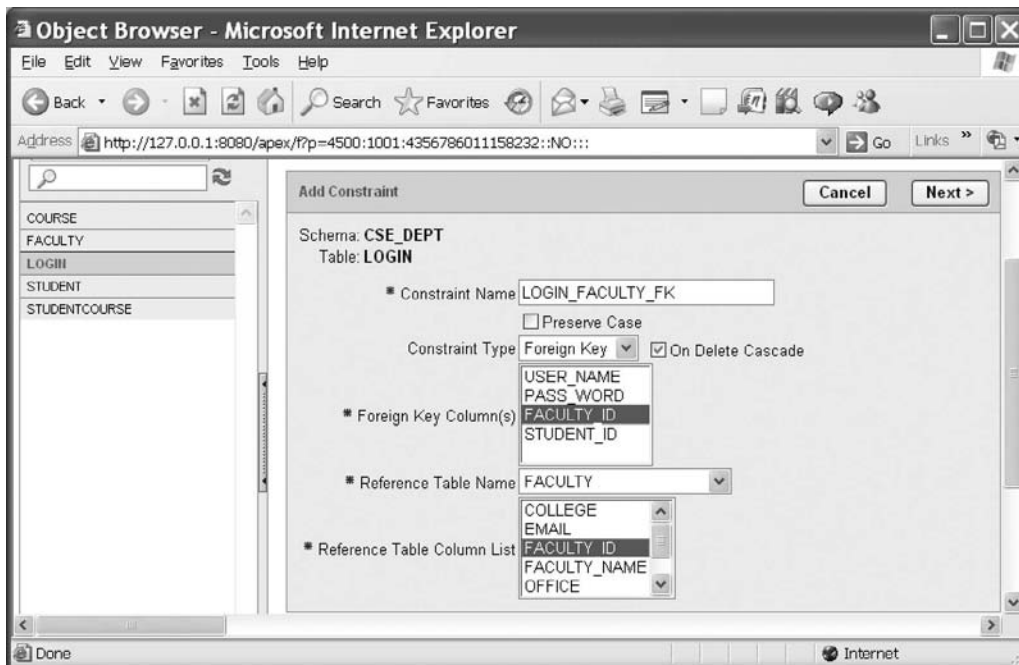 Object Browser - Microsoft Internet Explorer
File Edit View Favorites Tools Help
Back Search Favorites
Address http://127.0.0.1:8080/apex/f?p=4500:1001:4356786011158232::NO::: Go Links »
Add Constraint Cancel Next >
COURSE
FACULTY
LOGIN
STUDENT
STUDENTCOURSE
Schema: CSE_DEPT
Table: LOGIN
* Constraint Name LOGIN_FACULTY_FK
Preserve Case
Constraint Type Foreign Key On Delete Cascade
* Foreign Key Column(s)
USER_NAME
PASS_WORD
FACULTY_ID
STUDENT_ID
* Reference Table Name FACULTY
* Reference Table Column List
COLLEGE
EMAIL
FACULTY_ID
FACULTY_NAME
OFFICE
Done Internet